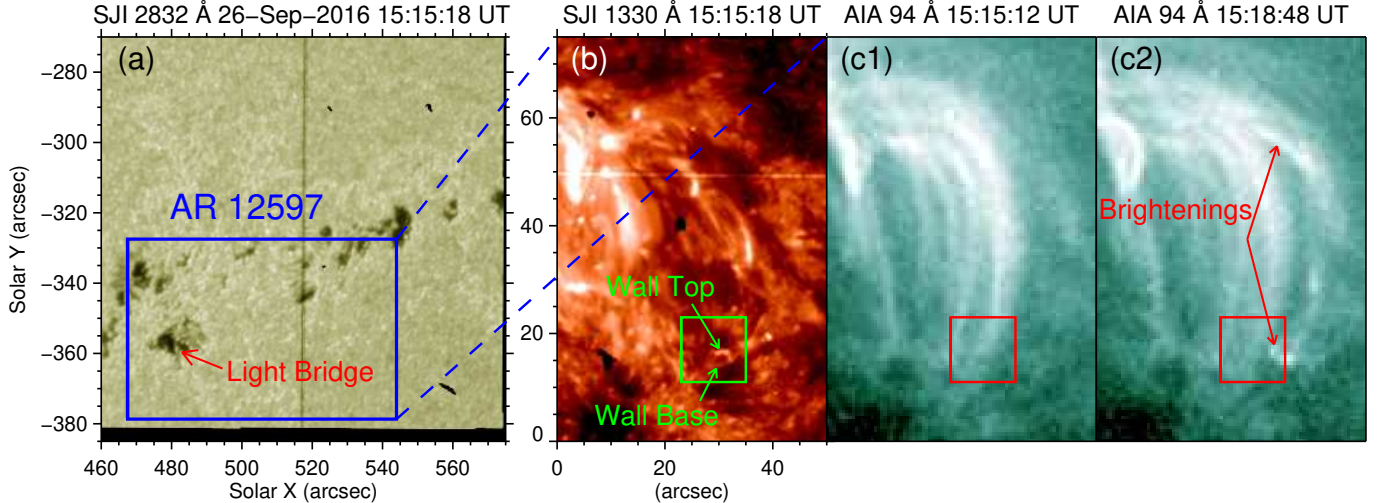 SJI 2832 Å 26−Sep−2016 15:15:18 UT
SJI 1330 Å 15:15:18 UT
AIA 94 Å 15:15:12 UT
AIA 94 Å 15:18:48 UT
(a)
(b)
(c1)
(c2)
AR 12597
Light Bridge
Wall Top
Wall Base
Brightenings
Solar Y (arcsec)
−280
−300
−320
−340
−360
−380
460
480
500
520
540
560
Solar X (arcsec)
60
40
20
0
0
20
40
(arcsec)